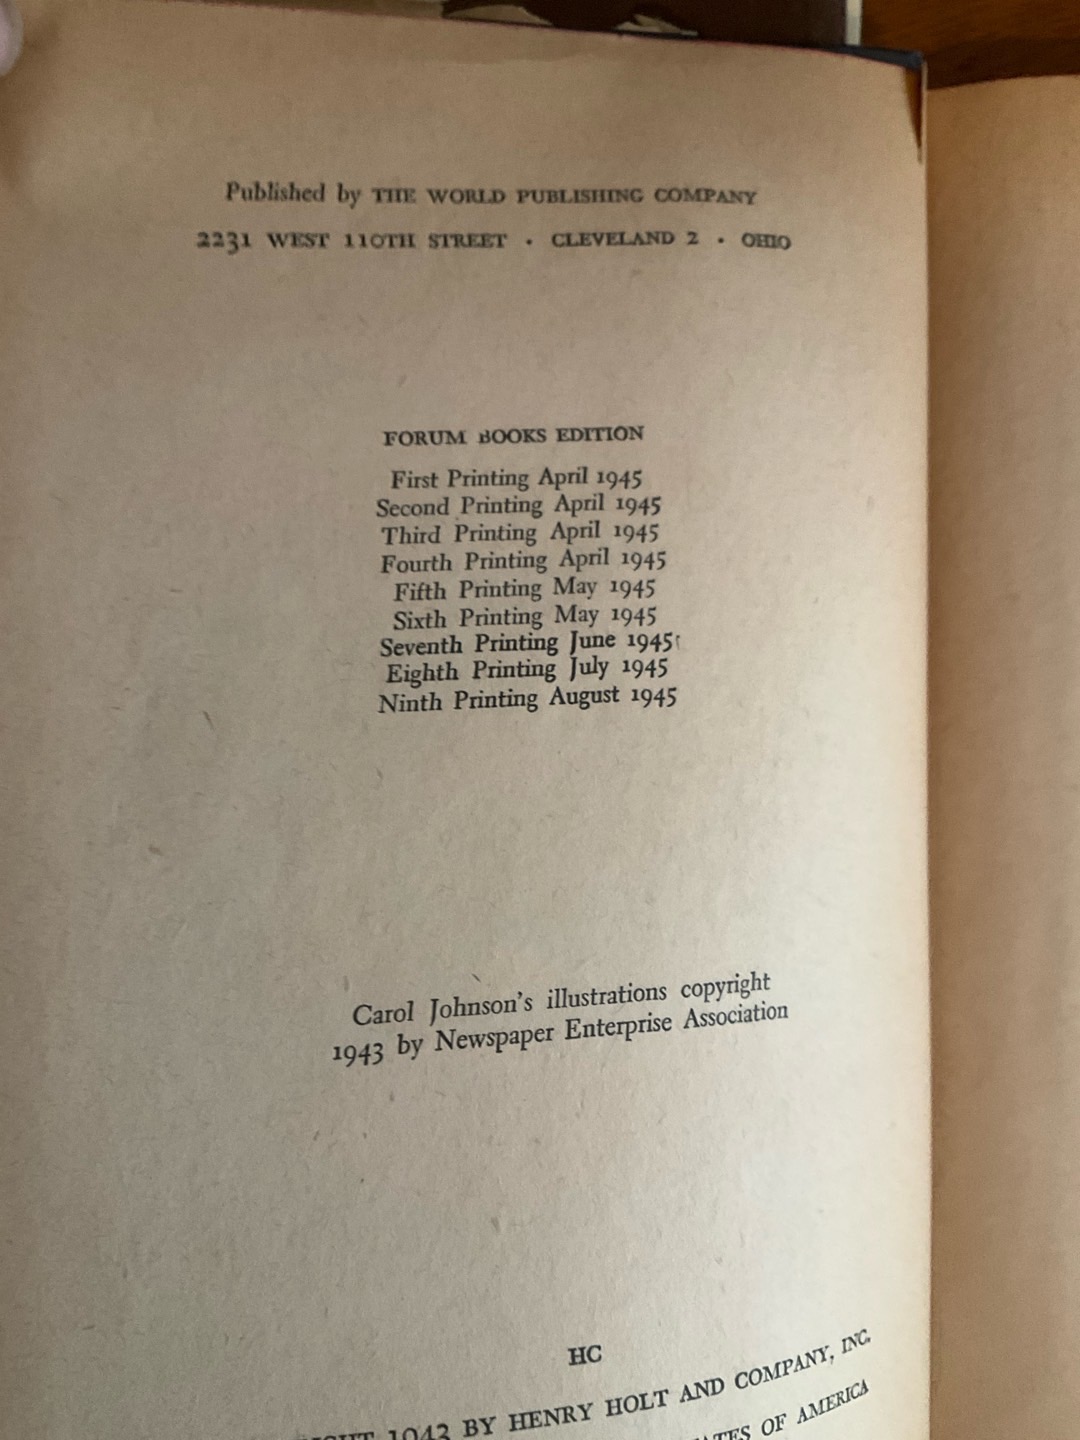 Published by THE WORLD PUBLISHING COMPANY
2231 WEST 110TH STREET • CLEVELAND 2 • OHIO
FORUM BOOKS EDITION
First Printing April 1945
Second Printing April 1945
Third Printing April 1945
Fourth Printing April 1945
Fifth Printing May 1945
Sixth Printing May 1945
Seventh Printing June 1945
Eighth Printing July 1945
Ninth Printing August 1945
Carol Johnson's illustrations copyright
1943 by Newspaper Enterprise Association
HC
1943 BY HENRY HOLT AND COMPANY, INC.
OF AMERICA